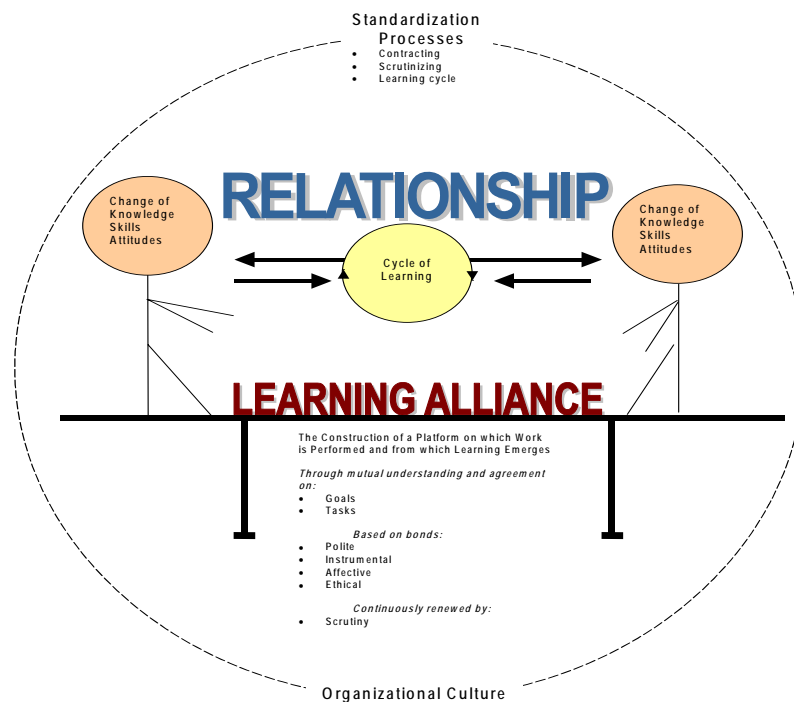 Standardization
Processes
• Contracting
• Scrutinizing
• Learning cycle
RELATIONSHIP
Change of
Knowledge
Skills
Attitudes
Cycle of
Learning
Change of
Knowledge
Skills
Attitudes
LEARNING ALLIANCE
The Construction of a Platform on which Work
is Performed and from which Learning Emerges
Through mutual understanding and agreement
on:
• Goals
• Tasks
Based on bonds:
• Polite
• Instrumental
• Affective
• Ethical
Continuously renewed by:
• Scrutiny
Organizational Culture